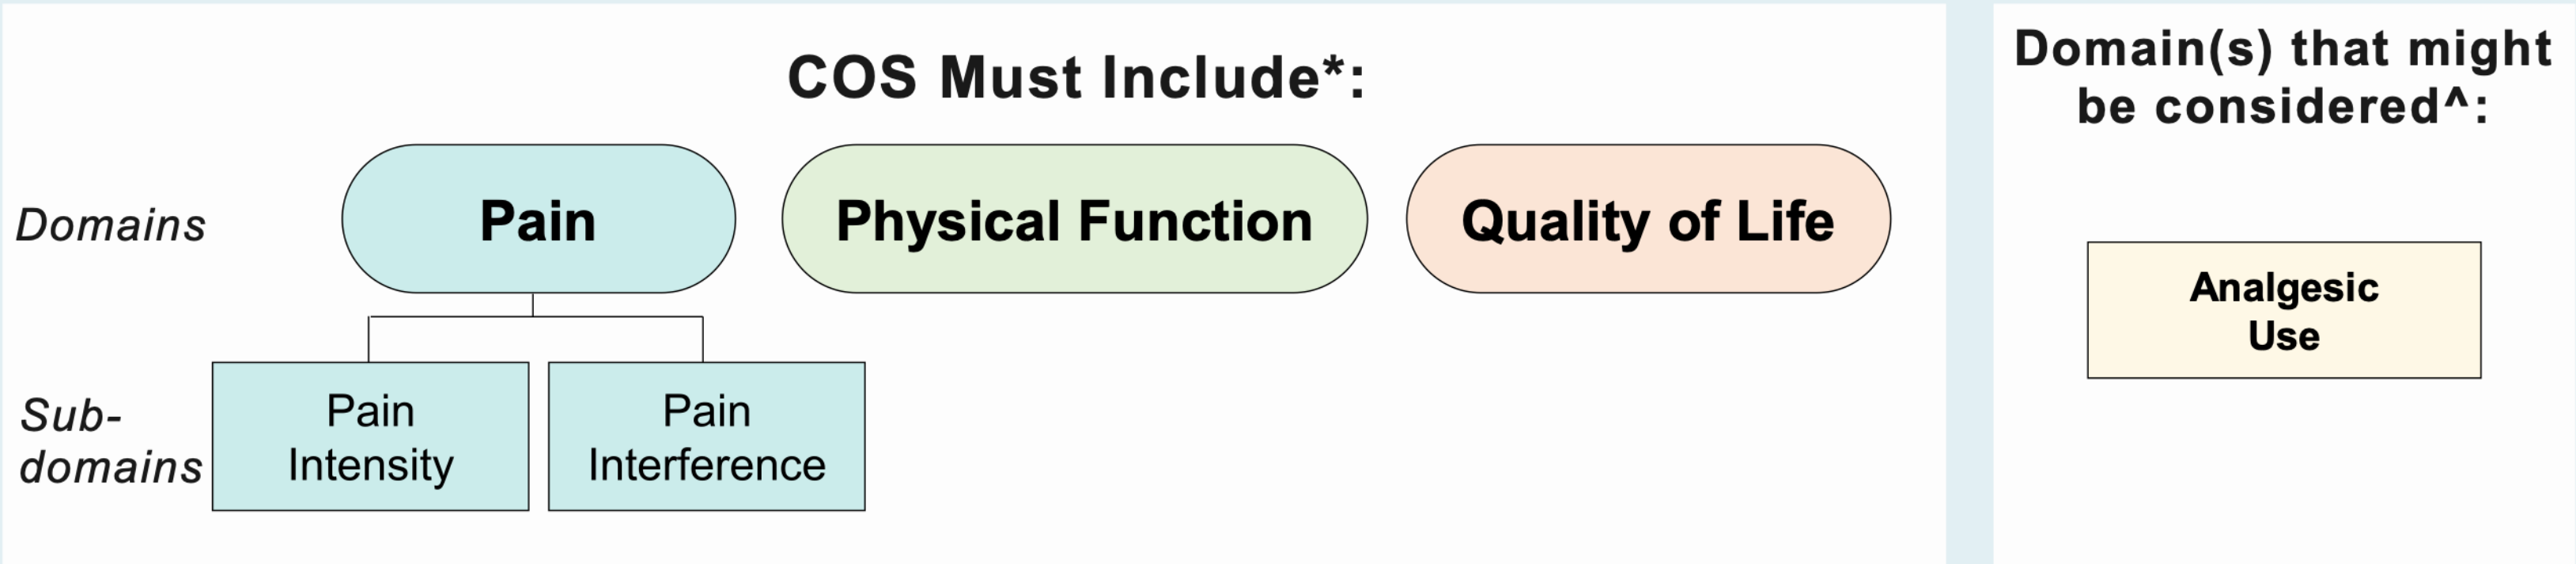 COS Must Include*:
Domains
Pain
Physical Function
Quality of Life
Sub-
domains
Pain
Intensity
Pain
Interference
Domain(s) that might
be considered^:
Analgesic
Use